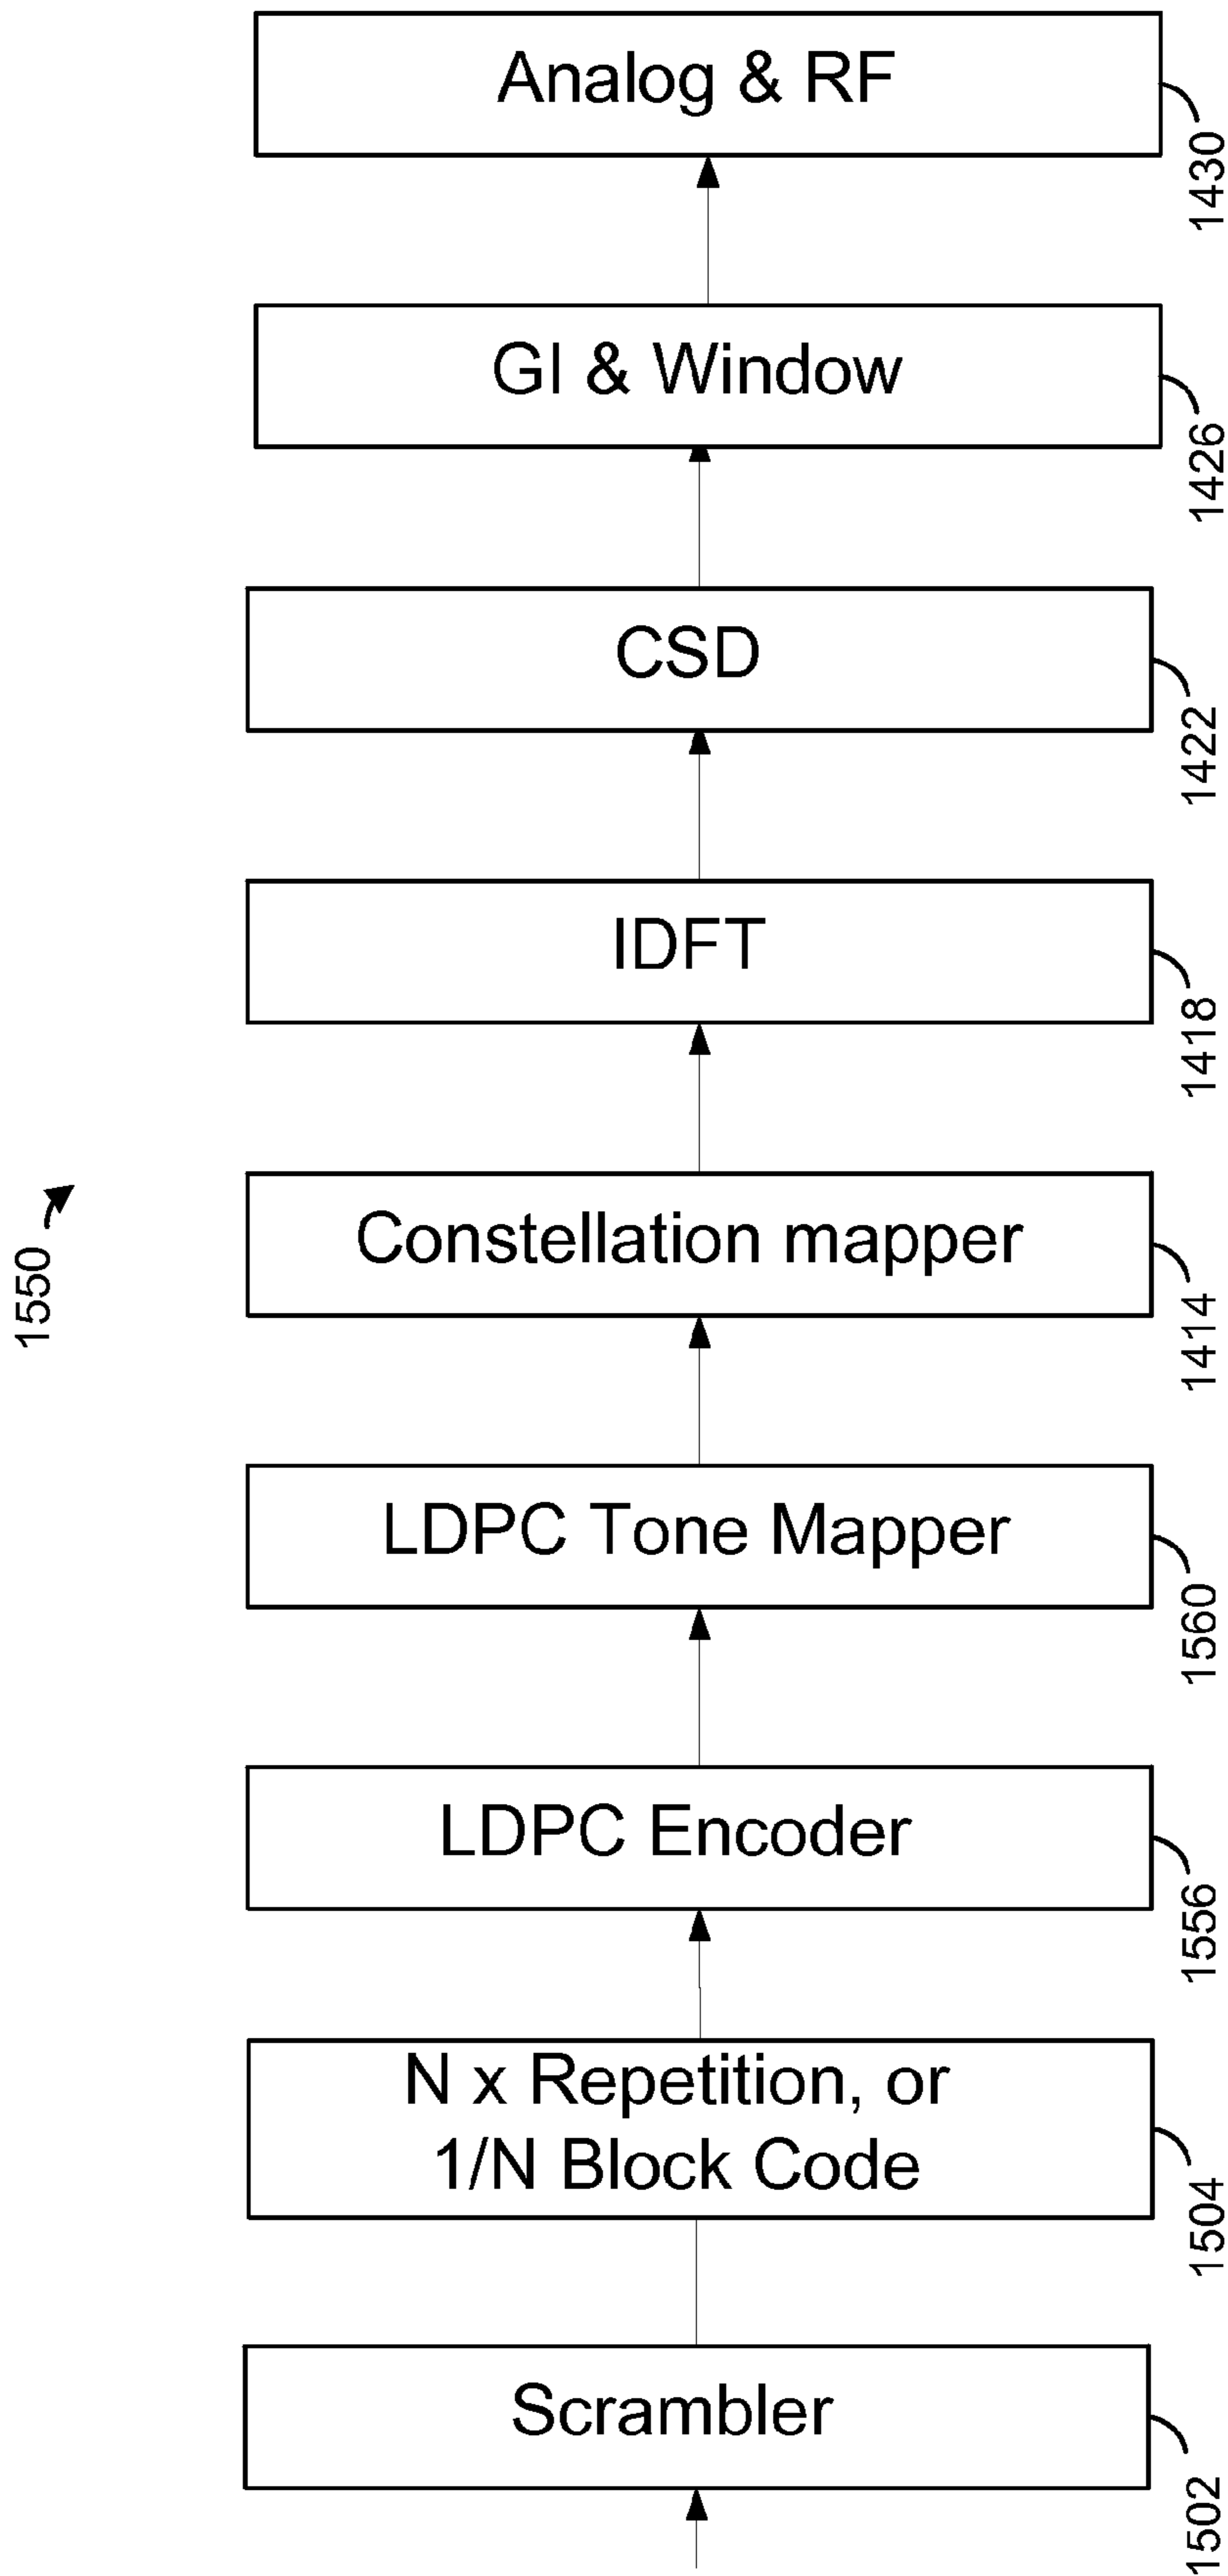 Analog & RF
1430
GI & Window
1426
CSD
1422
IDFT
1418
1550
Constellation mapper
1414
LDPC Tone Mapper
1560
LDPC Encoder
1556
N x Repetition, or
1/N Block Code
1504
Scrambler
1502